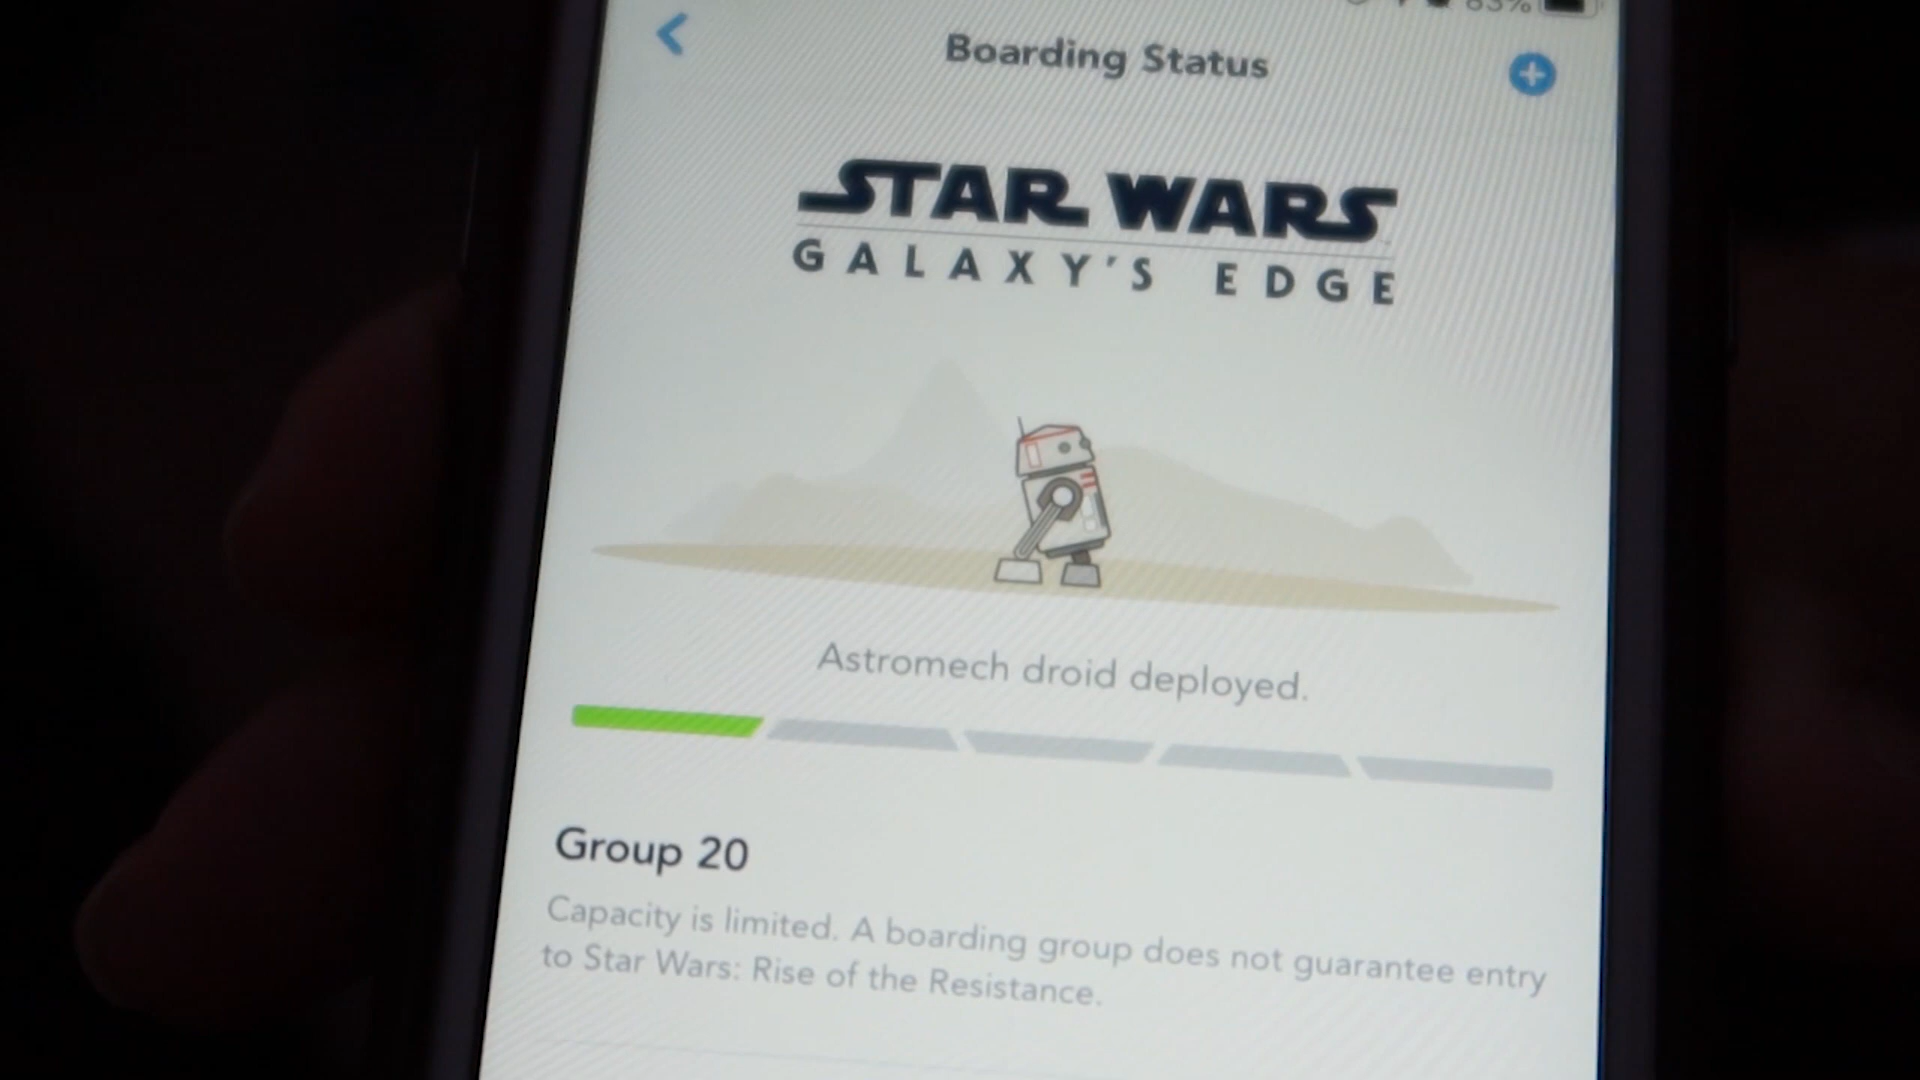 83%
Boarding Status
STAR WARS
GALAXY'S EDGE
Astromech droid deployed.
Group 20
Capacity is limited. A boarding group does not guarantee entry
to Star Wars: Rise of the Resistance.